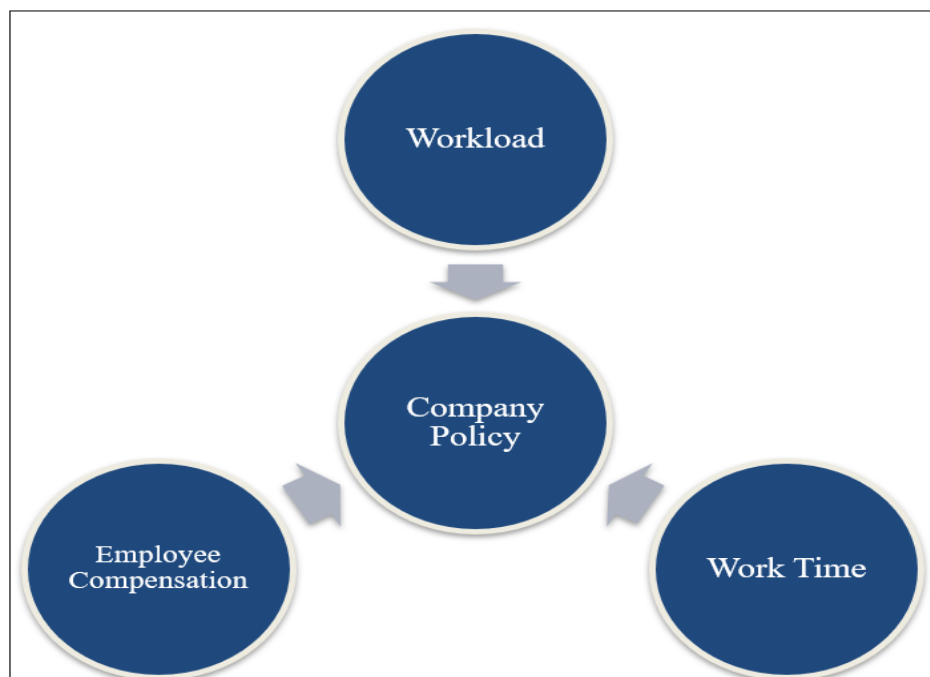 Workload
Company
Policy
Employee
Compensation
Work Time